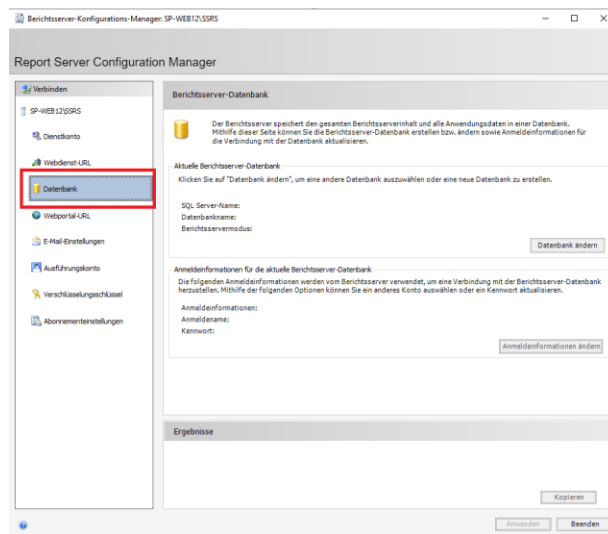 Berichtsserver-Konfigurations-Manager: SP-WEB12\SSRS
Report Server Configuration Manager
Verbinden
SP-WEB12\SSRS
Dienstkonto
Webdienst-URL
Datenbank
Webportal-URL
E-Mail-Einstellungen
Ausführungskonto
Verschlüsselungsschlüssel
Abonnementeinstellungen
Berichtsserver-Datenbank
Der Berichtsserver speichert den gesamten Berichtsserverinhalt und alle Anwendungsdaten in einer Datenbank.
Mithilfe dieser Seite können Sie die Berichtsserver-Datenbank erstellen bzw. ändern sowie Anmeldeinformationen für
die Verbindung mit der Datenbank aktualisieren.
Aktuelle Berichtsserver-Datenbank
Klicken Sie auf "Datenbank ändern", um eine andere Datenbank auszuwählen oder eine neue Datenbank zu erstellen.
SQL Server-Name:
Datenbankname:
Berichtsservermodus:
Datenbank ändern
Anmeldeinformationen für die aktuelle Berichtsserver-Datenbank
Die folgenden Anmeldeinformationen werden vom Berichtsserver verwendet, um eine Verbindung mit der Berichtsserver-Datenbank
herzustellen. Mithilfe der folgenden Optionen können Sie ein anderes Konto auswählen oder ein Kennwort aktualisieren.
Anmeldeinformationen:
Anmeldename:
Kennwort:
Anmeldeinformationen ändern
Ergebnisse
Kopieren
Anwenden
Beenden